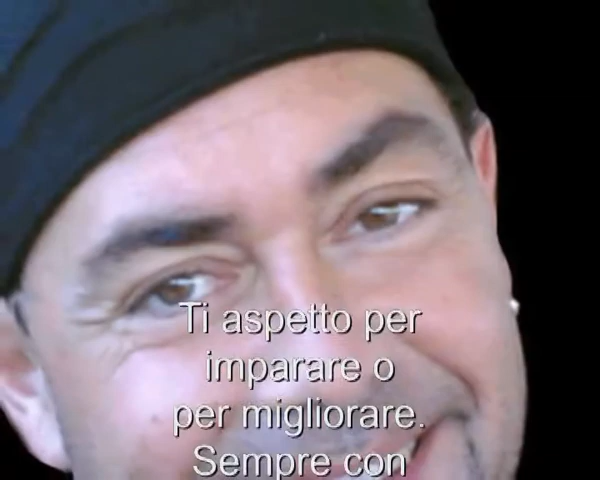 Ti aspetto per
imparare o
per migliorare.
Sempre con